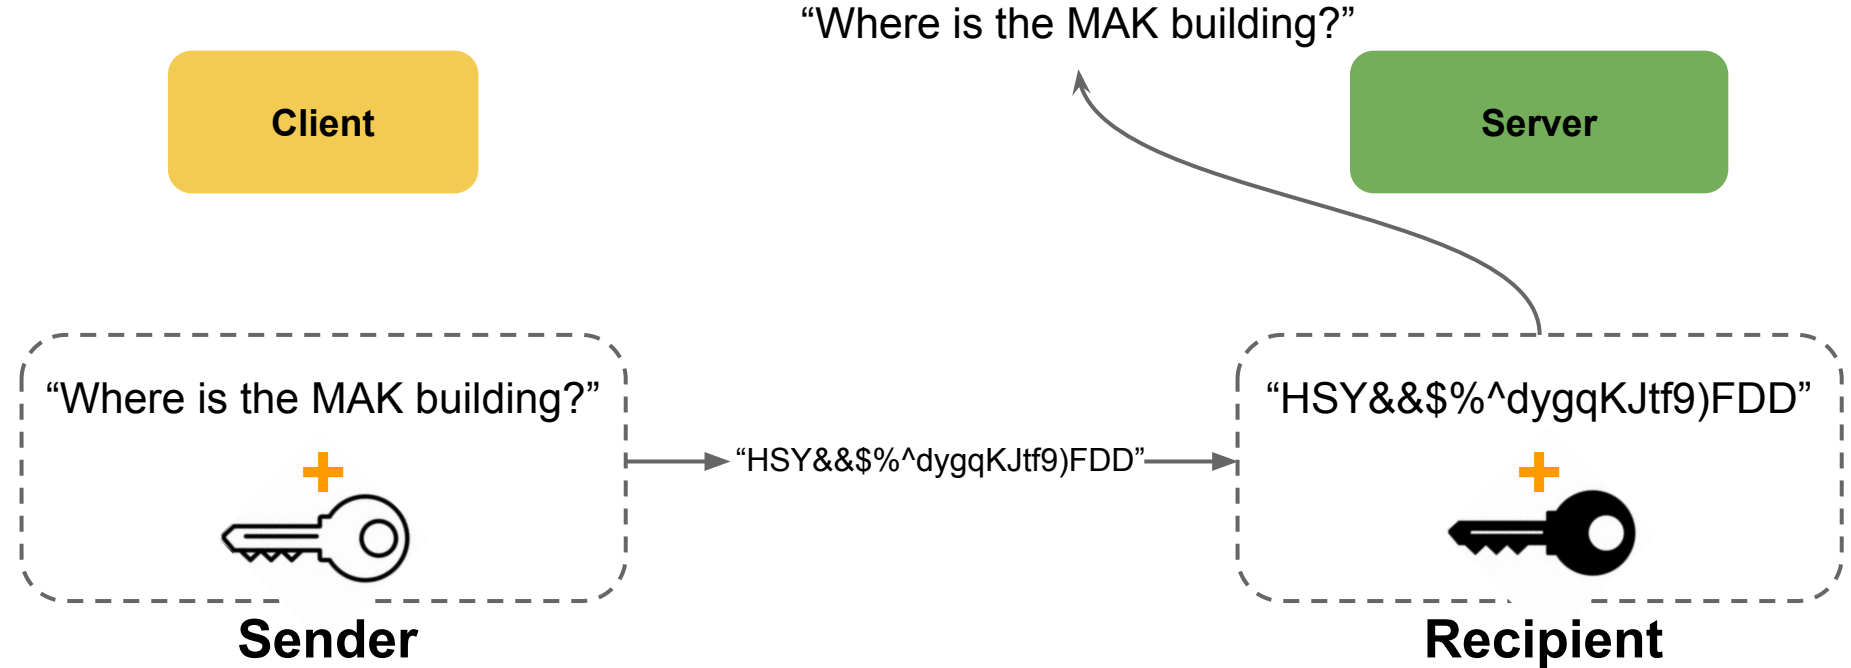 “Where is the MAK building?”
Client
Server
“Where is the MAK building?”
“HSY&&$%^dygqKJtf9)FDD”
“HSY&&$%^dygqKJtf9)FDD”
Sender
Recipient